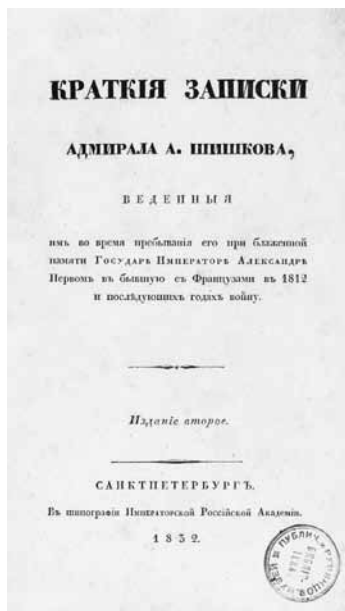 КРАТКІЯ ЗАПИСКИ
АДМИРАЛА А. ШИШКОВА,
ВЕДЕННЫЯ
имъ во время пребыванія его при блаженной
памяти Государѣ Императорѣ Александрѣ
Первомъ въ бывшую съ Французами въ 1812
и послѣдующихъ годахъ войну.
Изданіе второе.
САНКТПЕТЕРБУРГЪ.
Въ типографіи Императорской Россійской Академіи.
1832.